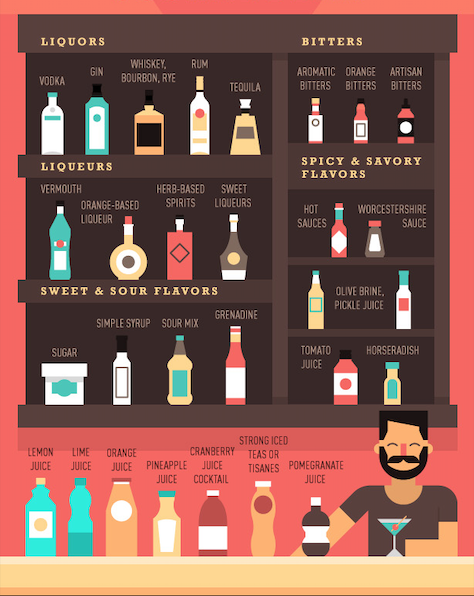 LIQUORS
VODKA
GIN
WHISKEY,
BOURBON, RYE
RUM
TEQUILA
LIQUEURS
VERMOUTH
ORANGE-BASED
LIQUEUR
HERB-BASED
SPIRITS
SWEET
LIQUEURS
SWEET & SOUR FLAVORS
SUGAR
SIMPLE SYRUP
SOUR MIX
GRENADINE
BITTERS
AROMATIC
BITTERS
ORANGE
BITTERS
ARTISAN
BITTERS
SPICY & SAVORY
FLAVORS
HOT
SAUCES
WORCESTERSHIRE
SAUCE
OLIVE BRINE,
PICKLE JUICE
TOMATO
JUICE
HORSERADISH
LEMON
JUICE
LIME
JUICE
ORANGE
JUICE
PINEAPPLE
JUICE
CRANBERRY
JUICE
COCKTAIL
STRONG ICED
TEAS OR
TISANES
POMEGRANATE
JUICE